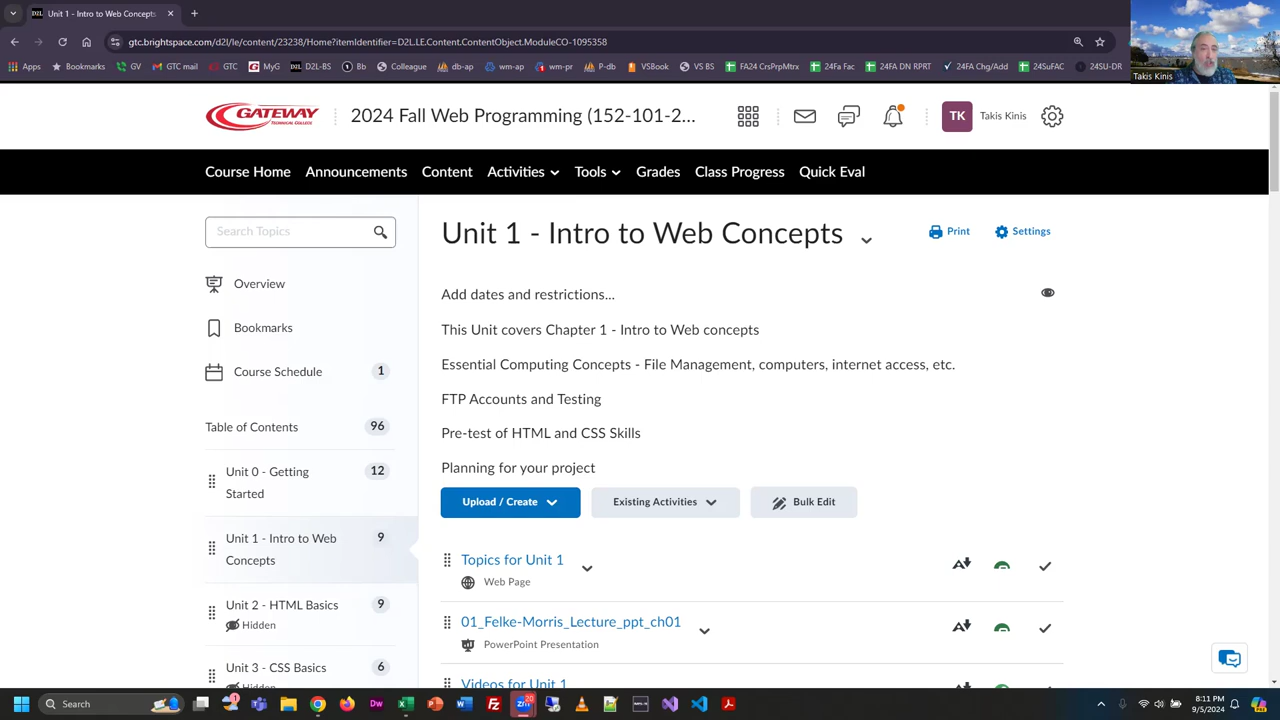 Unit 1 - Intro to Web Concepts
gtc.brightspace.com/d2l/le/content/23238/Home?itemIdentifier=D2L.LE.Content.ContentObject.ModuleCO-1095358
Apps
Bookmarks
GV
GTC mail
GTC
MyG
D2L-BS
Bb
Colleague
wm-ap
wm-pr
P-db
VSBook
VS BS
FA24 CrsPrpMtrx
24FA Fac
24FA DN RPRT
24FA Chg/Add
24SuFAC
24SU-DR
Takis Kinis
GATEWAY
TECHNICAL COLLEGE
2024 Fall Web Programming (152-101-2...
TK
Takis Kinis
Course Home
Announcements
Content
Activities
Tools
Grades
Class Progress
Quick Eval
Search Topics
Overview
Bookmarks
Course Schedule 1
Table of Contents 96
Unit 0 - Getting Started 12
Unit 1 - Intro to Web Concepts 9
Unit 2 - HTML Basics 9
Hidden
Unit 3 - CSS Basics 6
Hidden
Unit 1 - Intro to Web Concepts
Print
Settings
Add dates and restrictions...
This Unit covers Chapter 1 - Intro to Web concepts
Essential Computing Concepts - File Management, computers, internet access, etc.
FTP Accounts and Testing
Pre-test of HTML and CSS Skills
Planning for your project
Upload / Create
Existing Activities
Bulk Edit
Topics for Unit 1
Web Page
01_Felke-Morris_Lecture_ppt_ch01
PowerPoint Presentation
Videos for Unit 1
Search
8:11 PM
9/5/2024